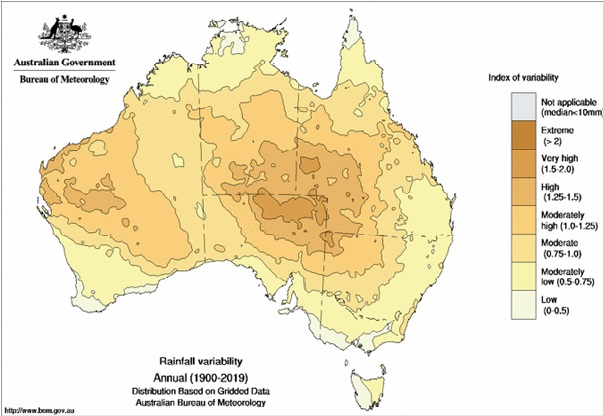 Australian Government
Bureau of Meteorology
Index of variability
Not applicable
(median<10mm)
Extreme
(> 2)
Very high
(1.5-2.0)
High
(1.25-1.5)
Moderately
high (1.0-1.25)
Moderate
(0.75-1.0)
Moderately
low (0.5-0.75)
Low
(0-0.5)
Rainfall variability
Annual (1900-2019)
Distribution Based on Gridded Data
Australian Bureau of Meteorology
http://www.bom.gov.au